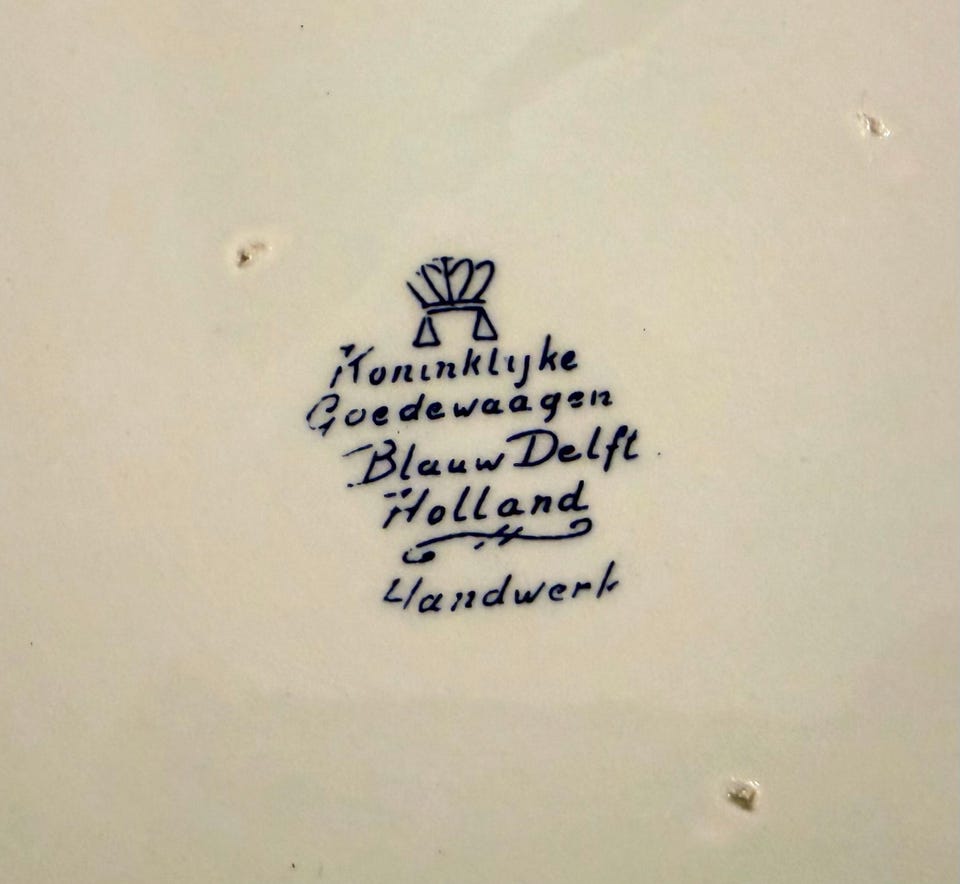 Koninklijke
Goedewaagen
Blauw Delft
Holland
Handwerk